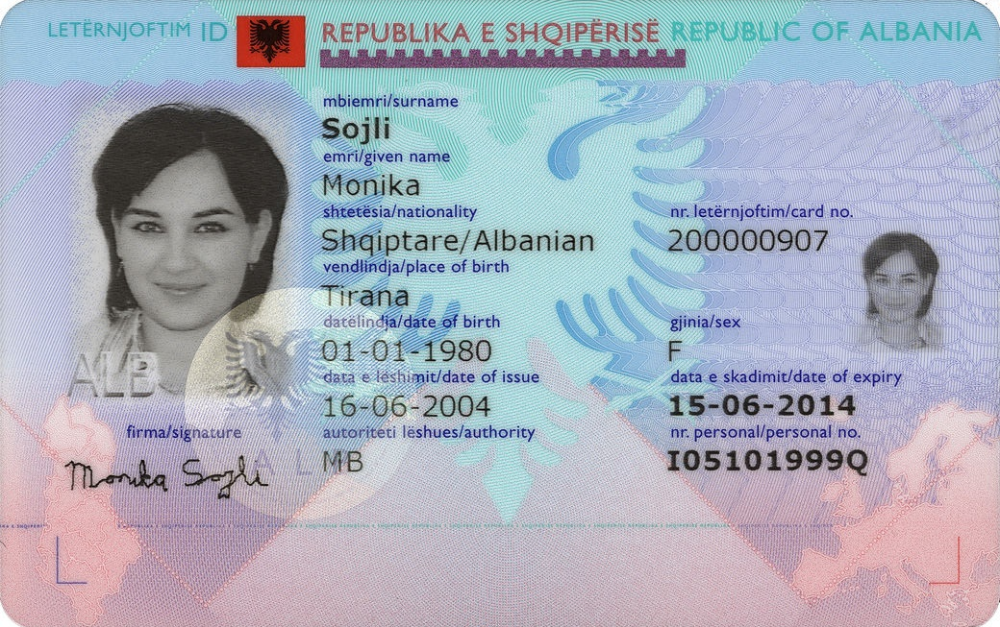 LETËRNJOFTIM ID REPUBLIKA E SHQIPËRISË REPUBLIC OF ALBANIA
mbiemri/surname
Sojli
emri/given name
Monika
shtetësia/nationality
Shqiptare/Albanian
nr. letërnjoftim/card no.
200000907
vendlindja/place of birth
Tirana
datëlindja/date of birth
01-01-1980
gjinia/sex
F
data e lëshimit/date of issue
16-06-2004
data e skadimit/date of expiry
15-06-2014
autoriteti lëshues/authority
MB
nr. personal/personal no.
I05101999Q
ALB
firma/signature
Monika Sojli
A L